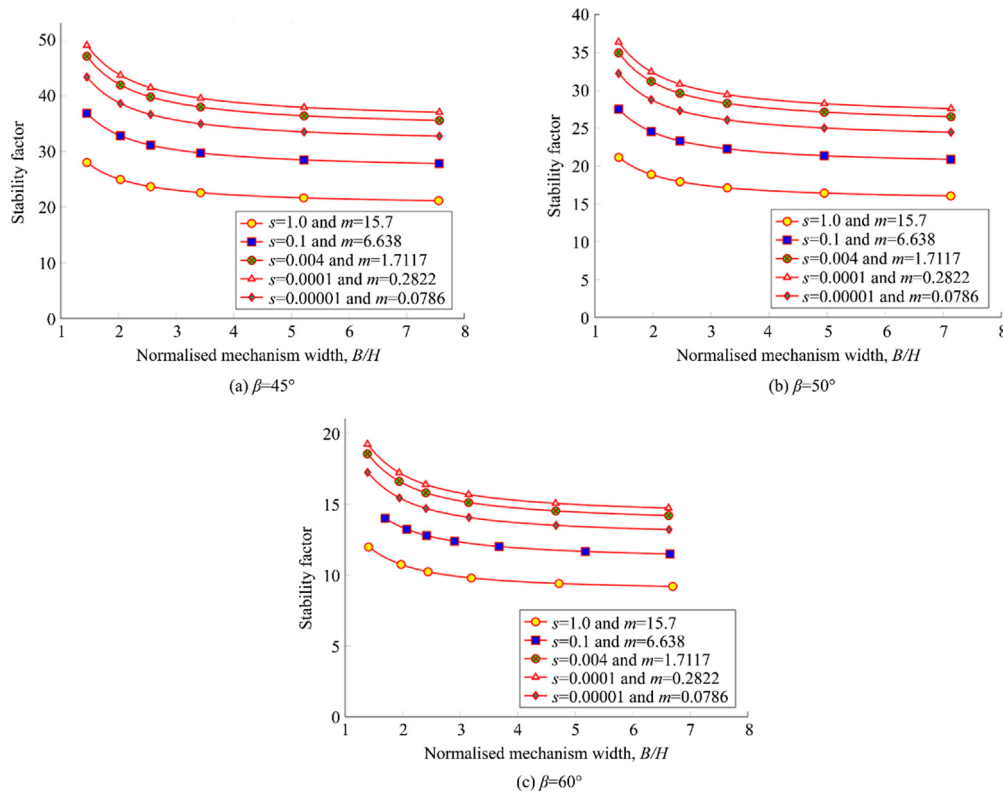 50
40
30
20
10
0
Stability factor
s=1.0 and m=15.7
s=0.1 and m=6.638
s=0.004 and m=1.7117
s=0.0001 and m=0.2822
s=0.00001 and m=0.0786
1 2 3 4 5 6 7 8
Normalised mechanism width, B/H
(a) β=45°
50
40
35
30
25
20
15
10
5
0
Stability factor
s=1.0 and m=15.7
s=0.1 and m=6.638
s=0.004 and m=1.7117
s=0.0001 and m=0.2822
s=0.00001 and m=0.0786
1 2 3 4 5 6 7 8
Normalised mechanism width, B/H
(b) β=50°
20
15
10
5
0
Stability factor
s=1.0 and m=15.7
s=0.1 and m=6.638
s=0.004 and m=1.7117
s=0.0001 and m=0.2822
s=0.00001 and m=0.0786
1 2 3 4 5 6 7 8
Normalised mechanism width, B/H
(c) β=60°